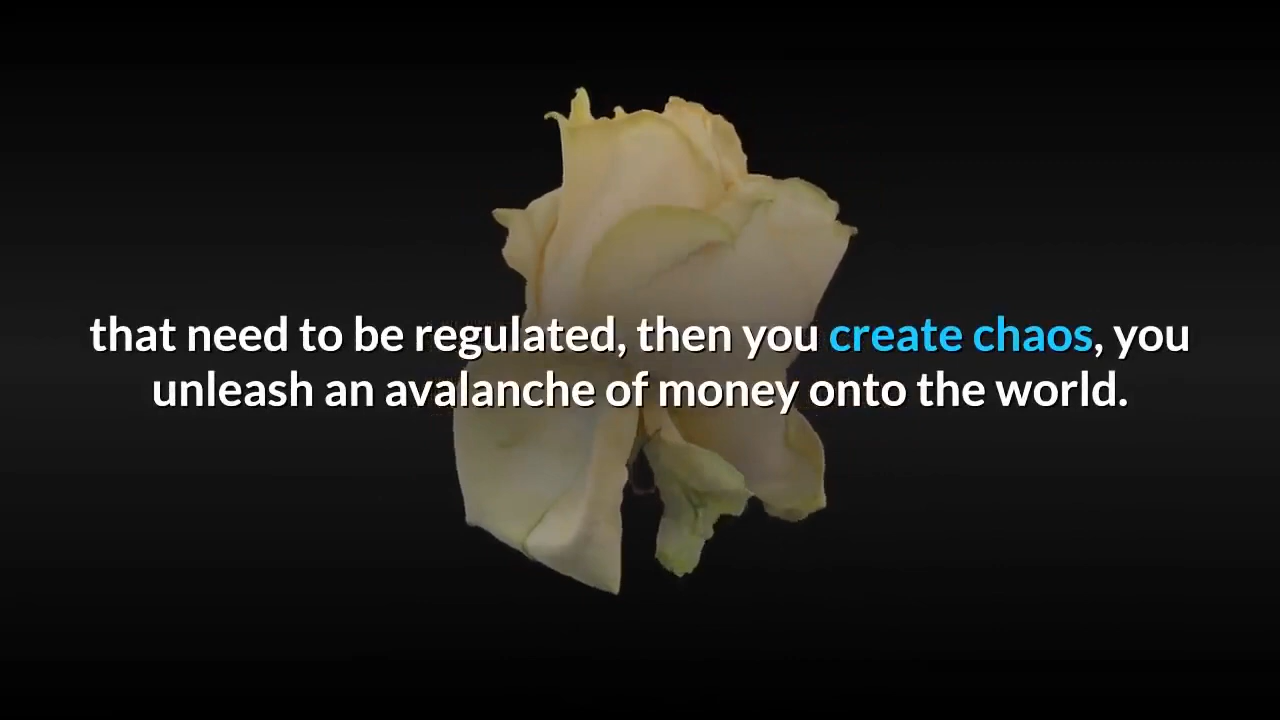 that need to be regulated, then you create chaos, you
unleash an avalanche of money onto the world.